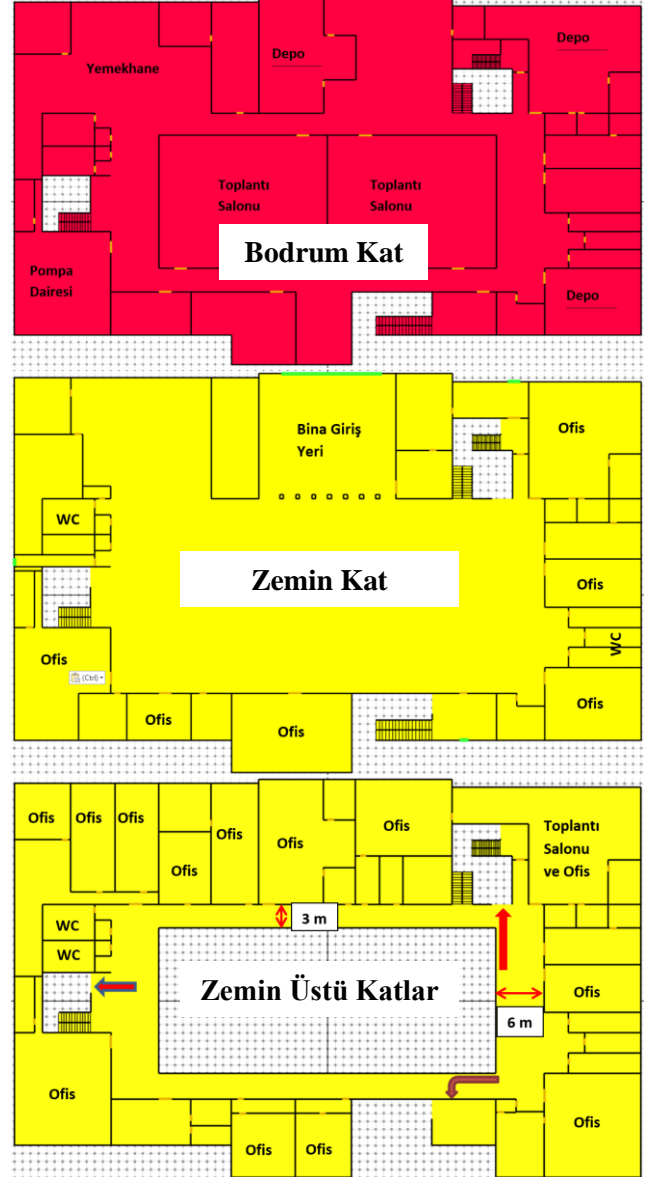 Yemekhane
Depo
Depo
Toplantı
Salonu
Toplantı
Salonu
Bodrum Kat
Pompa
Dairesi
Depo
Bina Giriş
Yeri
Ofis
WC
Zemin Kat
Ofis
WC
Ofis
(Ctrl)
Ofis
Ofis
Ofis
Ofis
Ofis
Ofis
Ofis
Ofis
Ofis
Ofis
Toplantı
Salonu
ve Ofis
Ofis
3 m
WC
WC
Zemin Üstü Katlar
Ofis
6 m
Ofis
Ofis
Ofis
Ofis